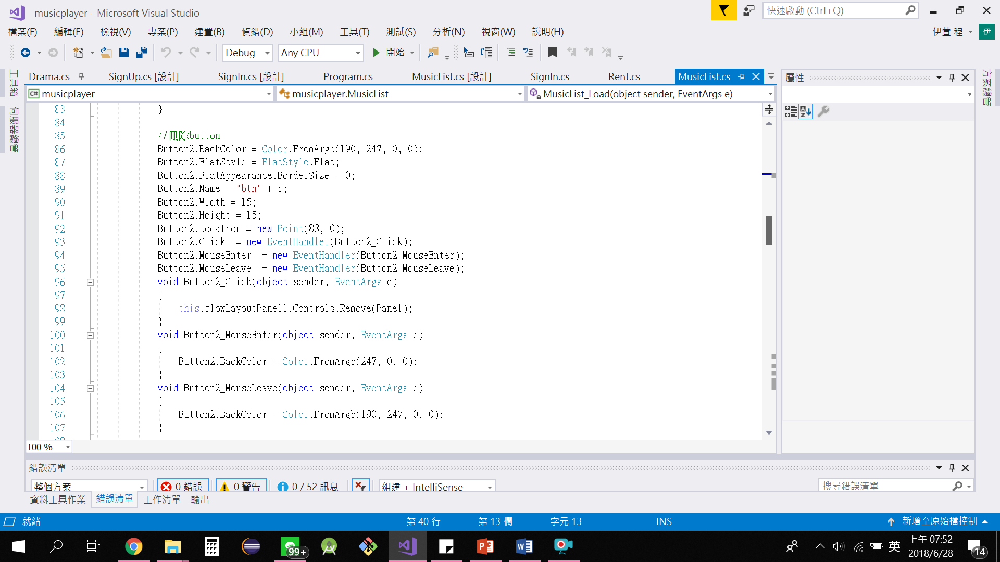 musicplayer - Microsoft Visual Studio
快速啟動 (Ctrl+Q)
檔案(F) 編輯(E) 檢視(V) 專案(P) 建置(B) 偵錯(D) 小組(M) 工具(T) 測試(S) 分析(N) 視窗(W) 說明(H)
伊萱 程
伊
Debug Any CPU 開始
工具箱
伺服器總管
Drama.cs SignUp.cs [設計] SignIn.cs [設計] Program.cs MusicList.cs [設計] SignIn.cs Rent.cs MusicList.cs
屬性
方案總管
musicplayer musicplayer.MusicList MusicList_Load(object sender, EventArgs e)
83 }
84
85 //刪除button
86 Button2.BackColor = Color.FromArgb(190, 247, 0, 0);
87 Button2.FlatStyle = FlatStyle.Flat;
88 Button2.FlatAppearance.BorderSize = 0;
89 Button2.Name = "btn" + i;
90 Button2.Width = 15;
91 Button2.Height = 15;
92 Button2.Location = new Point(88, 0);
93 Button2.Click += new EventHandler(Button2_Click);
94 Button2.MouseEnter += new EventHandler(Button2_MouseEnter);
95 Button2.MouseLeave += new EventHandler(Button2_MouseLeave);
96 void Button2_Click(object sender, EventArgs e)
97 {
98 this.flowLayoutPanel1.Controls.Remove(Panel);
99 }
100 void Button2_MouseEnter(object sender, EventArgs e)
101 {
102 Button2.BackColor = Color.FromArgb(247, 0, 0);
103 }
104 void Button2_MouseLeave(object sender, EventArgs e)
105 {
106 Button2.BackColor = Color.FromArgb(190, 247, 0, 0);
107 }
100 %
錯誤清單
整個方案 0 錯誤 0 警告 0 / 52 訊息 組建 + IntelliSense 搜尋錯誤清單
資料工具作業 錯誤清單 工作清單 輸出
就緒 第 40 行 第 13 欄 字元 13 INS 新增至原始檔控制
99+
英
上午 07:52
2018/6/28
14